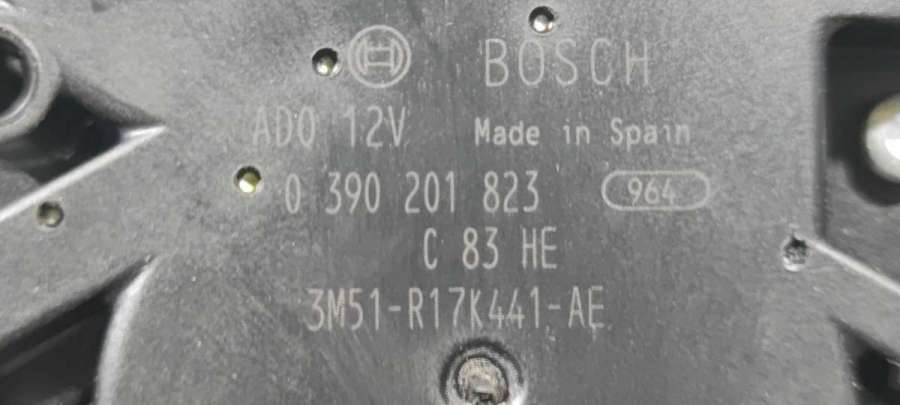 BOSCH
ADO 12V Made in Spain
0 390 201 823 964
C 83 HE
3M51-R17K441-AE